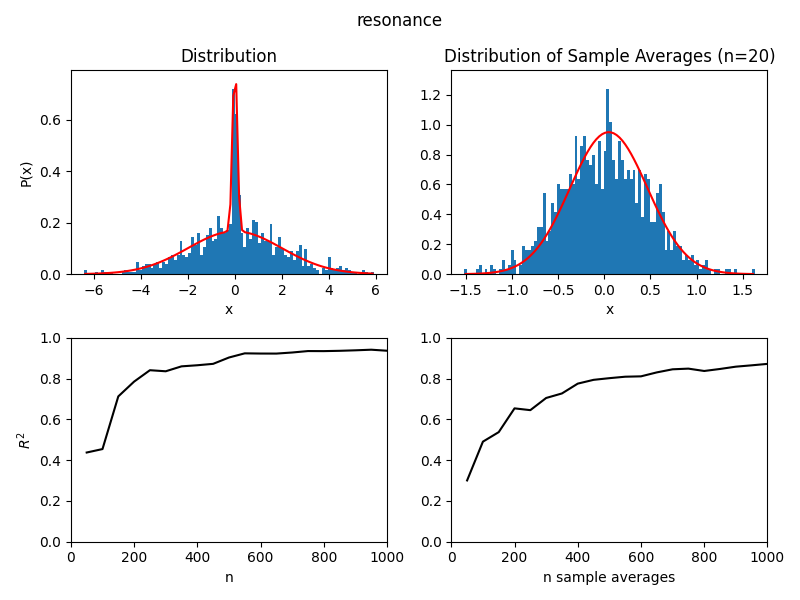 resonance
Distribution
Distribution of Sample Averages (n=20)
P(x)
0.6
0.4
0.2
0.0
−6 −4 −2 0 2 4 6
x
1.2
1.0
0.8
0.6
0.4
0.2
0.0
−1.5 −1.0 −0.5 0.0 0.5 1.0 1.5
x
R²
1.0
0.8
0.6
0.4
0.2
0.0
0 200 400 600 800 1000
n
1.0
0.8
0.6
0.4
0.2
0.0
0 200 400 600 800 1000
n sample averages